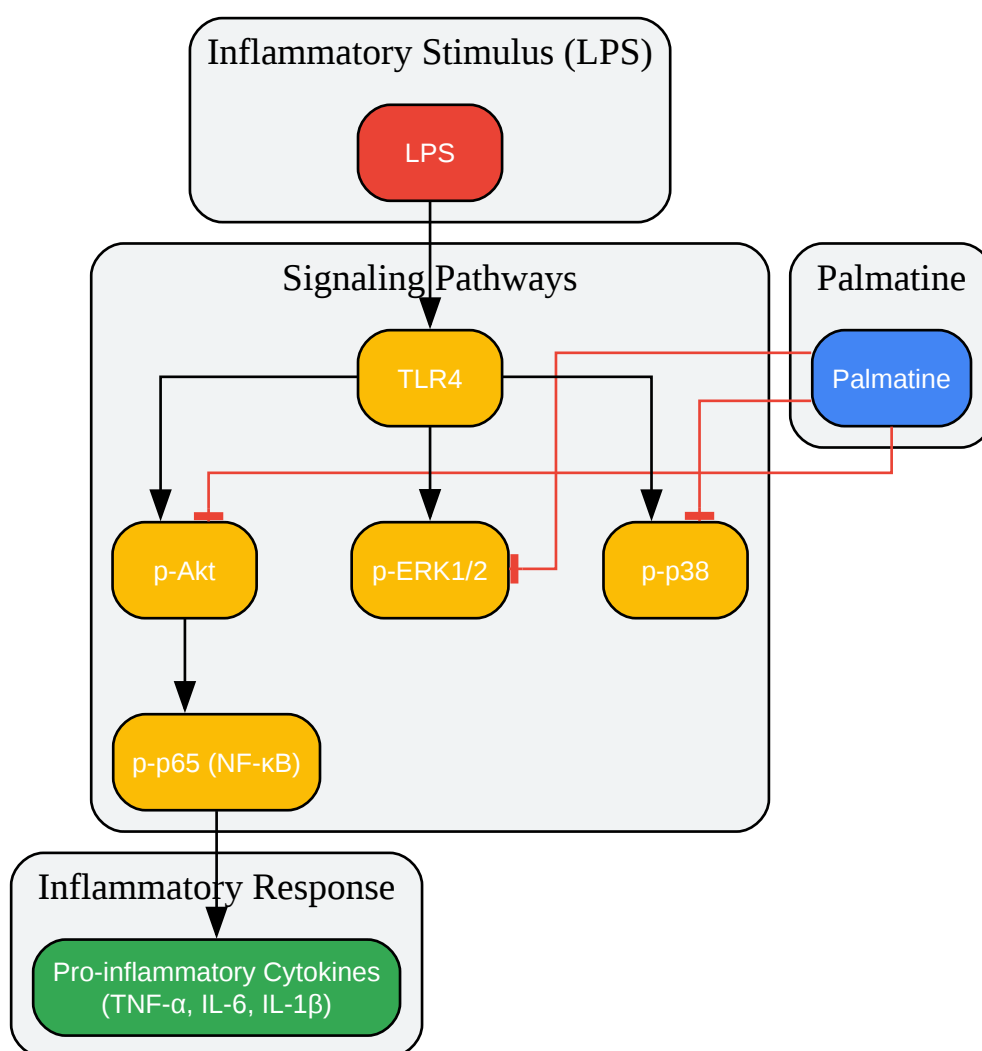 Inflammatory Stimulus (LPS)
LPS
Signaling Pathways
Palmatine
TLR4
Palmatine
p-Akt
p-ERK1/2
p-p38
p-p65 (NF-κB)
Inflammatory Response
Pro-inflammatory Cytokines
(TNF-α, IL-6, IL-1β)